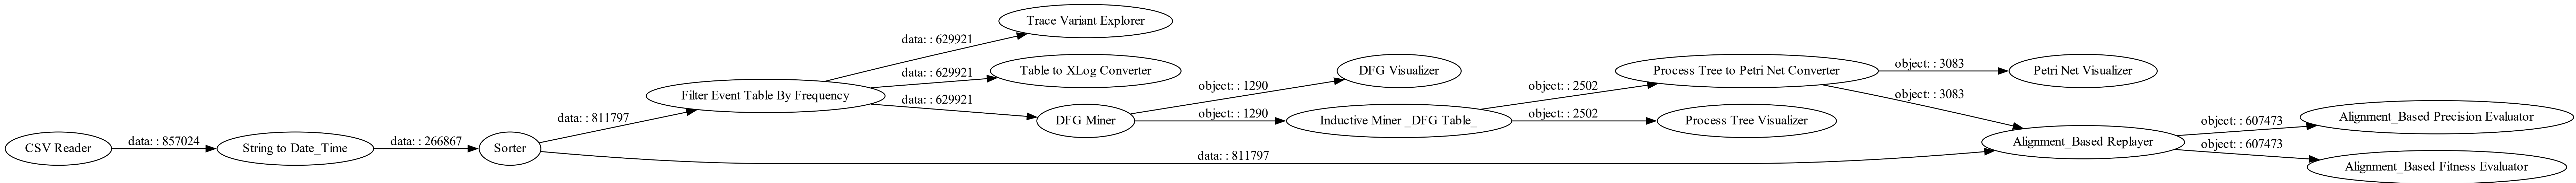 CSV Reader
data: : 857024
String to Date_Time
data: : 266867
Sorter
data: : 811797
data: : 811797
Filter Event Table By Frequency
data: : 629921
data: : 629921
data: : 629921
Trace Variant Explorer
Table to XLog Converter
DFG Miner
object: : 1290
object: : 1290
DFG Visualizer
Inductive Miner _DFG Table_
object: : 2502
object: : 2502
Process Tree to Petri Net Converter
Process Tree Visualizer
object: : 3083
object: : 3083
Petri Net Visualizer
Alignment_Based Replayer
object: : 607473
object: : 607473
Alignment_Based Precision Evaluator
Alignment_Based Fitness Evaluator